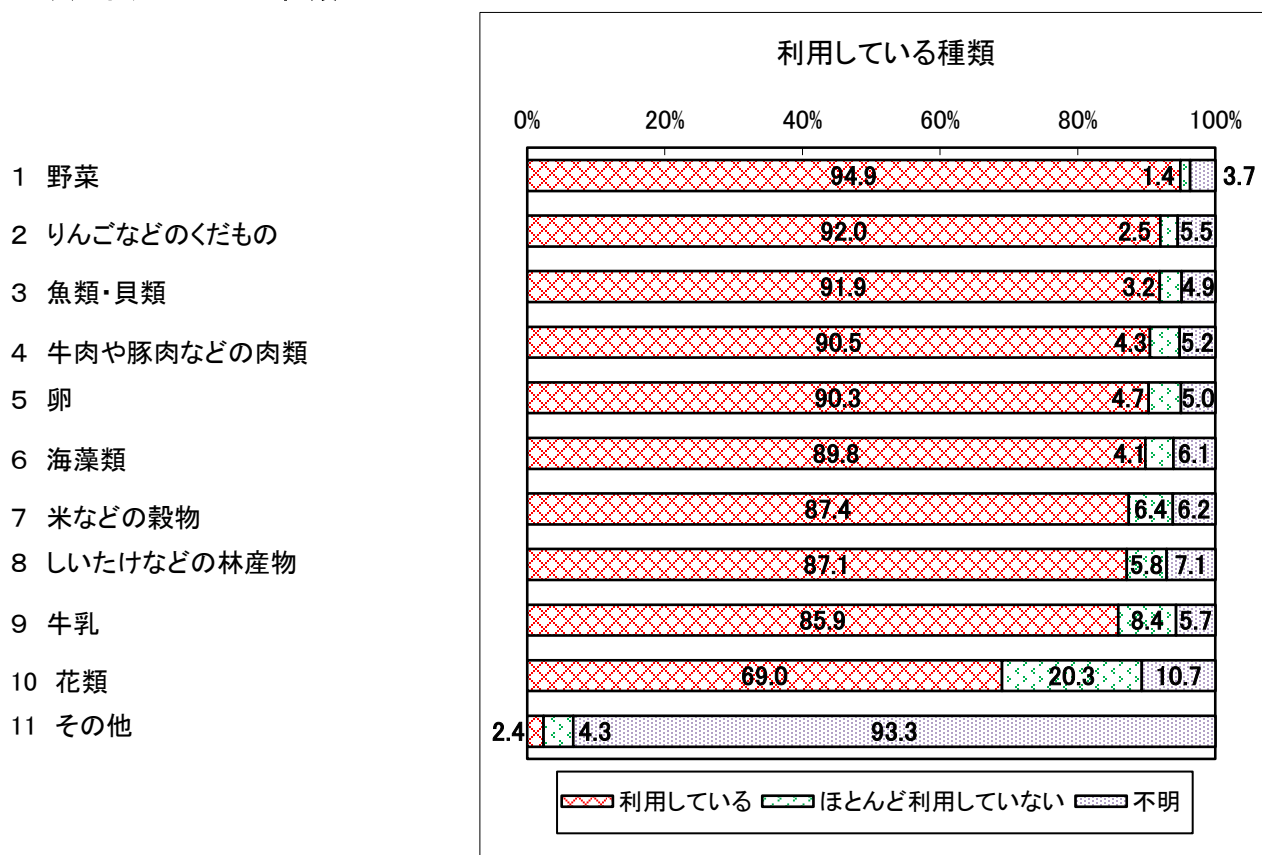 利用している種類
0% 20% 40% 60% 80% 100%
1 野菜 94.9 1.4 3.7
2 りんごなどのくだもの 92.0 2.5 5.5
3 魚類・貝類 91.9 3.2 4.9
4 牛肉や豚肉などの肉類 90.5 4.3 5.2
5 卵 90.3 4.7 5.0
6 海藻類 89.8 4.1 6.1
7 米などの穀物 87.4 6.4 6.2
8 しいたけなどの林産物 87.1 5.8 7.1
9 牛乳 85.9 8.4 5.7
10 花類 69.0 20.3 10.7
11 その他 2.4 4.3 93.3
利用している ほとんど利用していない 不明